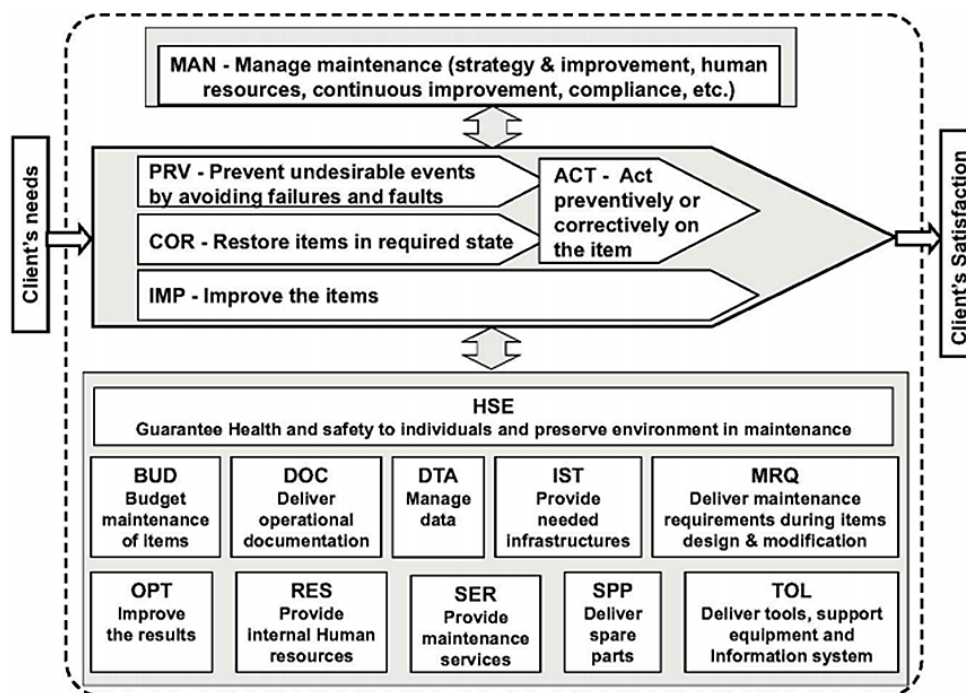 MAN - Manage maintenance (strategy & improvement, human
resources, continuous improvement, compliance, etc.)
Client's needs
PRV - Prevent undesirable events
by avoiding failures and faults
COR - Restore items in required state
IMP - Improve the items
ACT - Act
preventively or
correctively on
the item
Client's Satisfaction
HSE
Guarantee Health and safety to individuals and preserve environment in maintenance
BUD
Budget
maintenance
of items
DOC
Deliver
operational
documentation
DTA
Manage
data
IST
Provide
needed
infrastructures
MRQ
Deliver maintenance
requirements during items
design & modification
OPT
Improve
the results
RES
Provide
internal Human
resources
SER
Provide
maintenance
services
SPP
Deliver
spare
parts
TOL
Deliver tools, support
equipment and
Information system